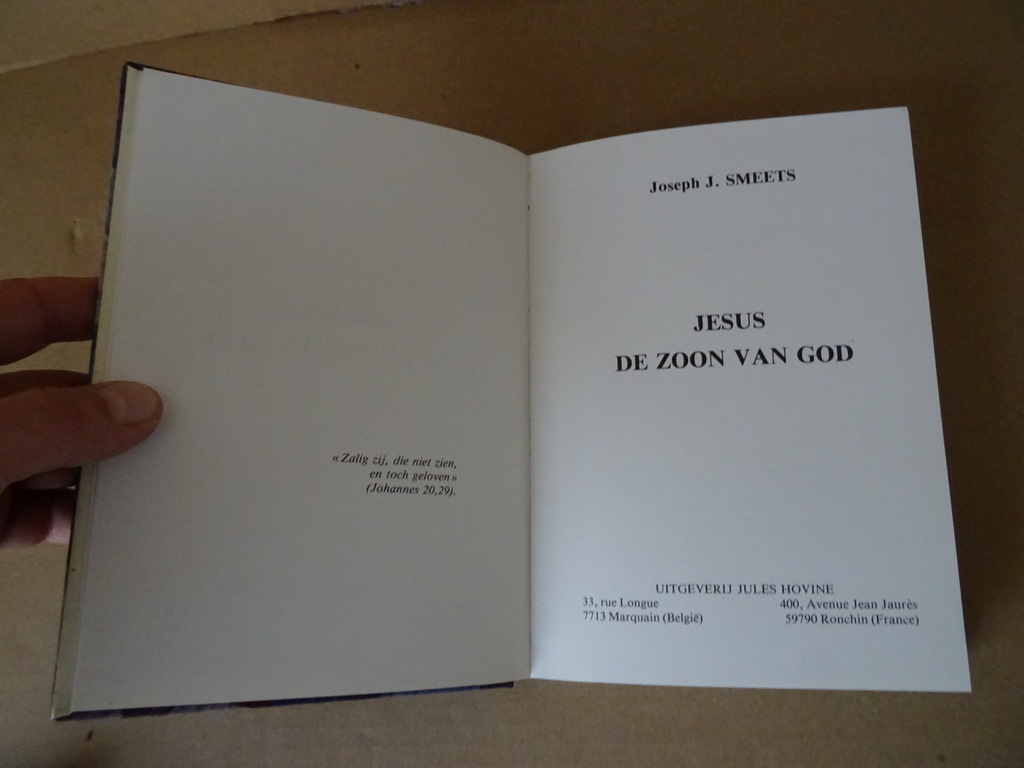 « Zalig zij, die niet zien,
en toch geloven»
(Johannes 20,29).
Joseph J. SMEETS
JESUS
DE ZOON VAN GOD
UITGEVERIJ JULES HOVINE
33, rue Longue
7713 Marquain (België)
400, Avenue Jean Jaurès
59790 Ronchin (France)